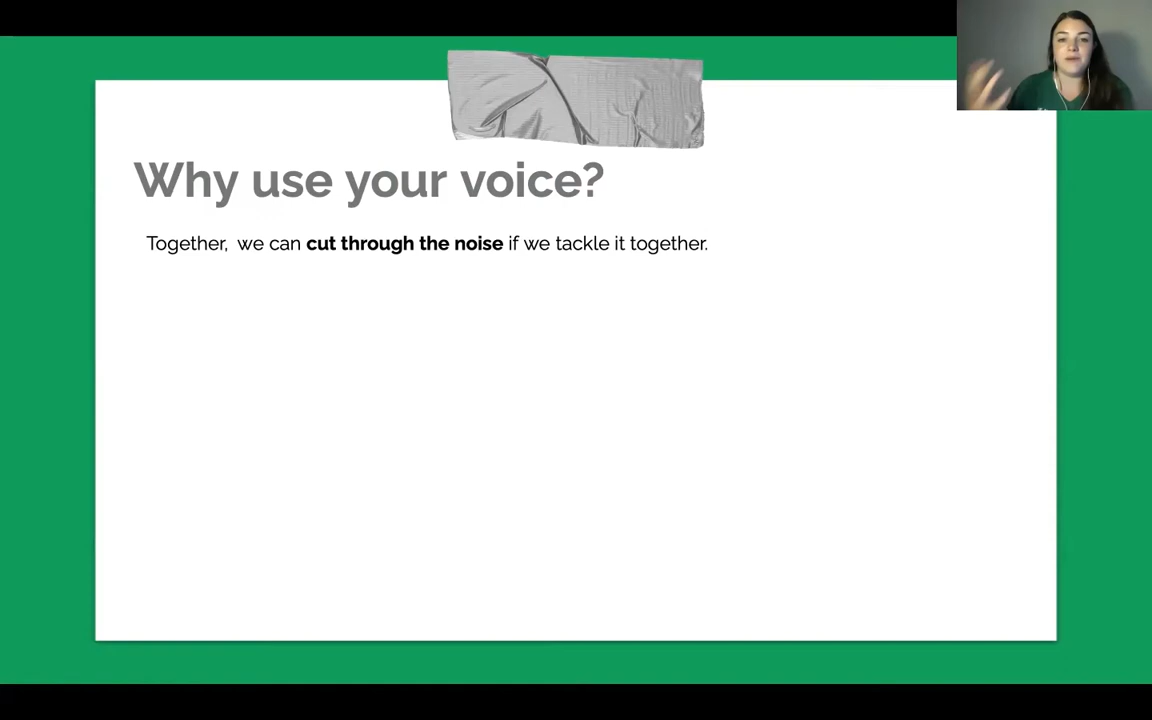 Why use your voice?
Together,  we can cut through the noise if we tackle it together.